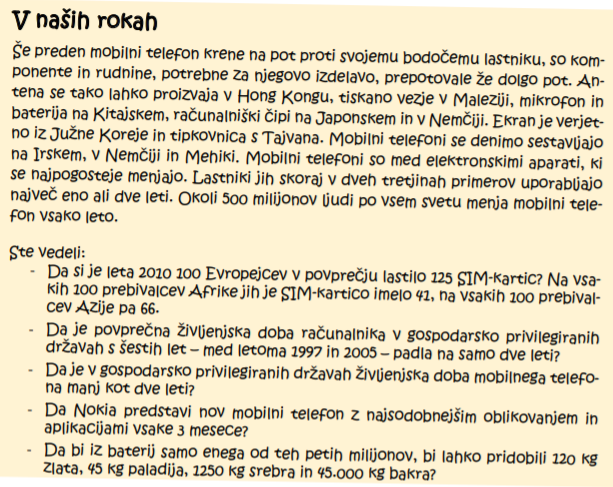 V naših rokah
Še preden mobilni telefon krene na pot proti svojemu bodočemu lastniku, so kom-
ponente in rudnine, potrebne za njegovo izdelavo, prepotovale že dolgo pot. An-
tena se tako lahko proizvaja v Hong Kongu, tiskano vezje v Maleziji, mikrofon in
baterija na Kitajskem, računalniški čipi na Japonskem in v Nemčiji. Ekran je verjet-
no iz Južne Koreje in tipkovnica s Tajvana. Mobilni telefoni se denimo sestavljajo
na Irskem, v Nemčiji in Mehiki. Mobilni telefoni so med elektronskimi aparati, ki
se najpogosteje menjajo. Lastniki jih skoraj v dveh tretjinah primerov uporabljajo
največ eno ali dve leti. Okoli 500 milijonov ljudi po vsem svetu menja mobilni tele-
fon vsako leto.
Ste vedeli:
- Da si je leta 2010 100 Evropejcev v povprečju lastilo 125 SIM-kartic? Na vsa-
kih 100 prebivalcev Afrike jih je SIM-kartico imelo 41, na vsakih 100 prebival-
cev Azije pa 66.
- Da je povprečna življenjska doba računalnika v gospodarsko privilegiranih
državah s šestih let – med letoma 1997 in 2005 – padla na samo dve leti?
- Da je v gospodarsko privilegiranih državah življenjska doba mobilnega telefo-
na manj kot dve leti?
- Da Nokia predstavi nov mobilni telefon z najsodobnejšim oblikovanjem in
aplikacijami vsake 3 mesece?
- Da bi iz baterij samo enega od teh petih milijonov, bi lahko pridobili 120 kg
zlata, 45 kg paladija, 1250 kg srebra in 45.000 kg bakra?